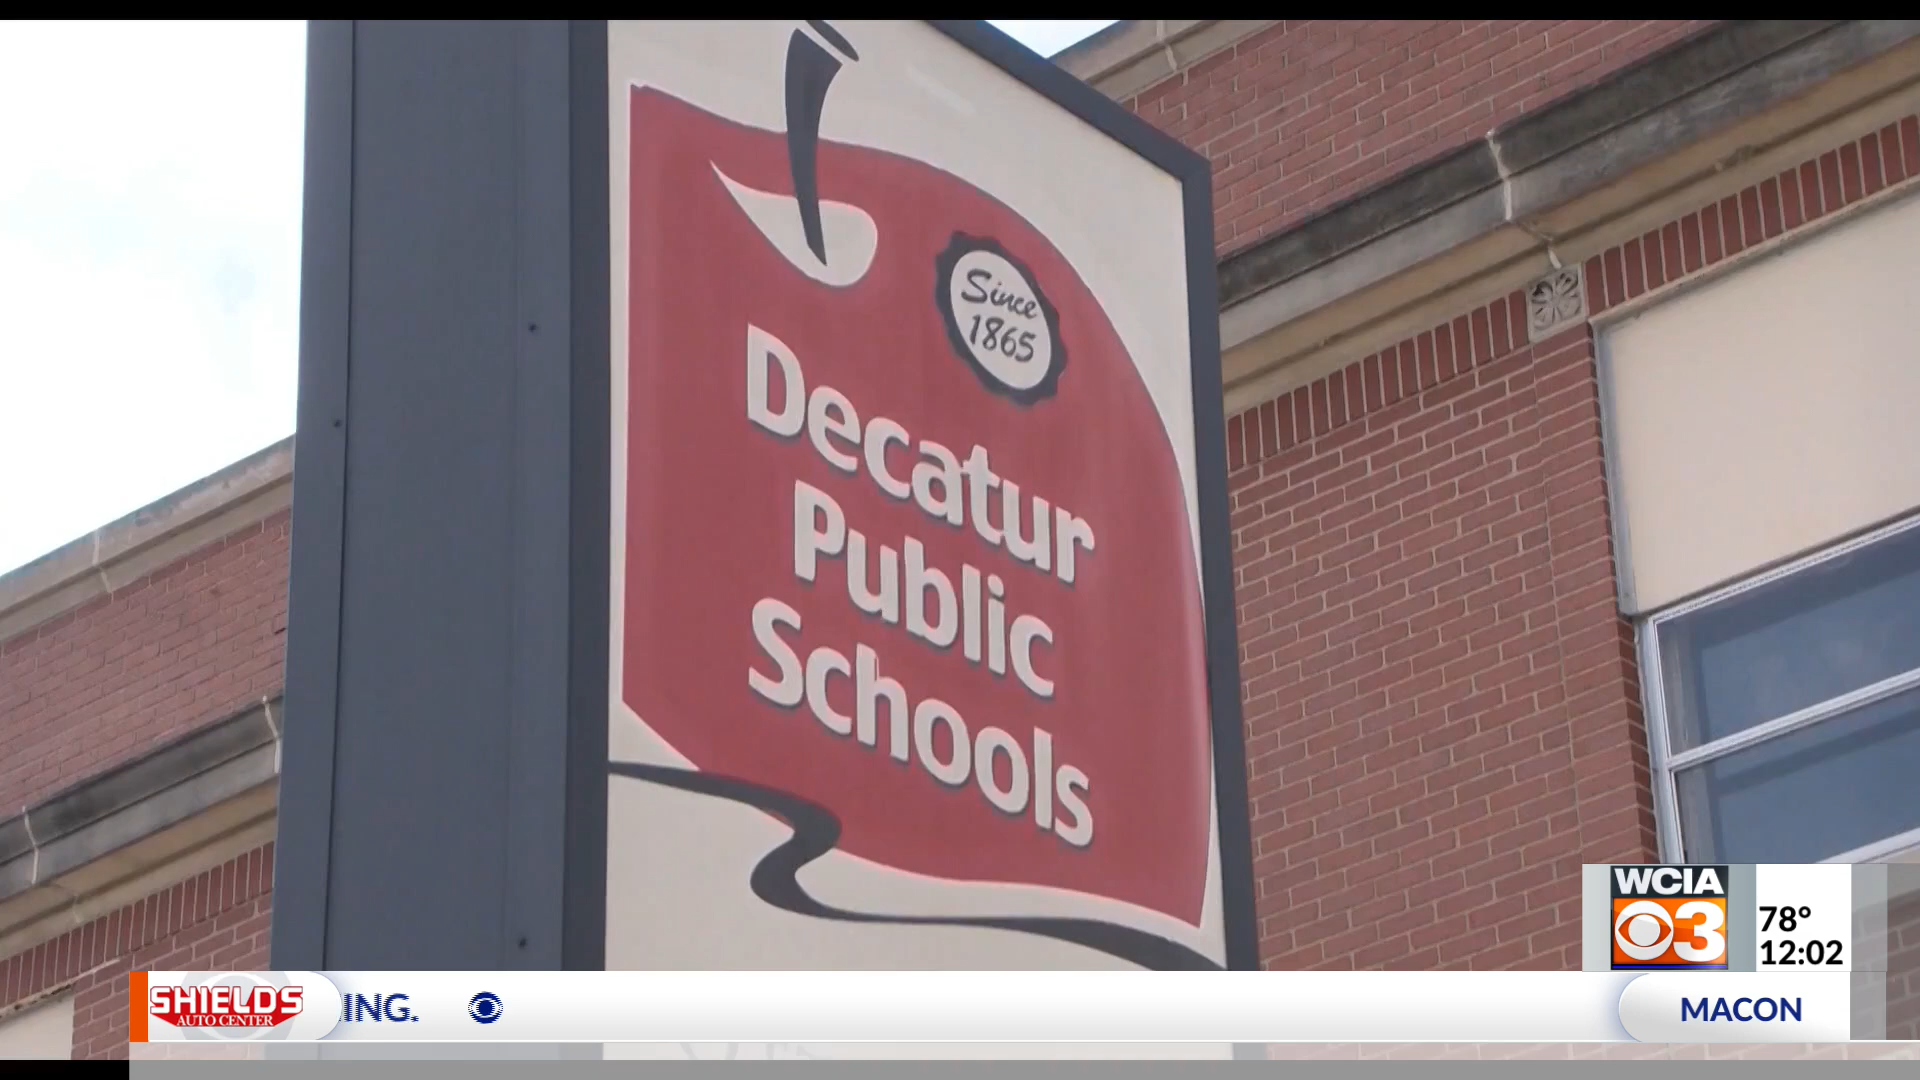 Since
1865
Decatur
Public
Schools
WCIA
3
78°
12:02
SHIELDS
AUTO CENTER
ING.
MACON